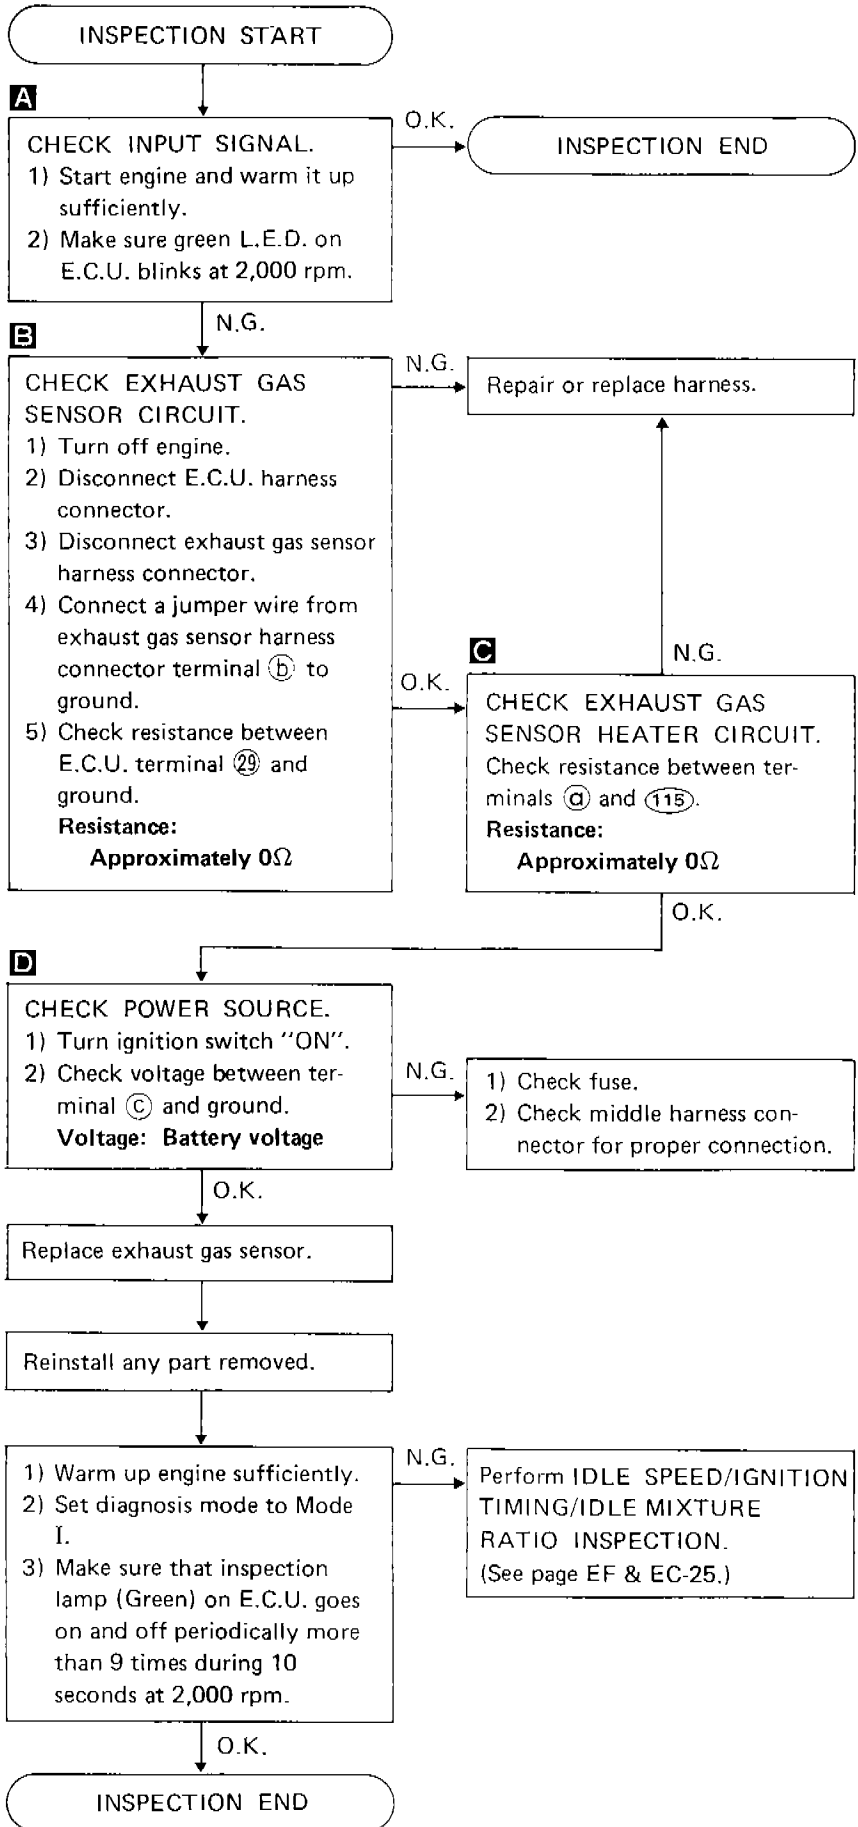 INSPECTION START
A
CHECK INPUT SIGNAL.
1) Start engine and warm it up
sufficiently.
2) Make sure green L.E.D. on
E.C.U. blinks at 2,000 rpm.
O.K.
INSPECTION END
N.G.
B
CHECK EXHAUST GAS
SENSOR CIRCUIT.
1) Turn off engine.
2) Disconnect E.C.U. harness
connector.
3) Disconnect exhaust gas sensor
harness connector.
4) Connect a jumper wire from
exhaust gas sensor harness
connector terminal ⓑ to
ground.
5) Check resistance between
E.C.U. terminal ㉙ and
ground.
Resistance:
Approximately 0Ω
N.G.
Repair or replace harness.
N.G.
O.K.
C
CHECK EXHAUST GAS
SENSOR HEATER CIRCUIT.
Check resistance between ter-
minals ⓐ and (115).
Resistance:
Approximately 0Ω
O.K.
D
CHECK POWER SOURCE.
1) Turn ignition switch "ON".
2) Check voltage between ter-
minal ⓒ and ground.
Voltage: Battery voltage
N.G.
1) Check fuse.
2) Check middle harness con-
nector for proper connection.
O.K.
Replace exhaust gas sensor.
Reinstall any part removed.
1) Warm up engine sufficiently.
2) Set diagnosis mode to Mode
I.
3) Make sure that inspection
lamp (Green) on E.C.U. goes
on and off periodically more
than 9 times during 10
seconds at 2,000 rpm.
N.G.
Perform IDLE SPEED/IGNITION
TIMING/IDLE MIXTURE
RATIO INSPECTION.
(See page EF & EC-25.)
O.K.
INSPECTION END